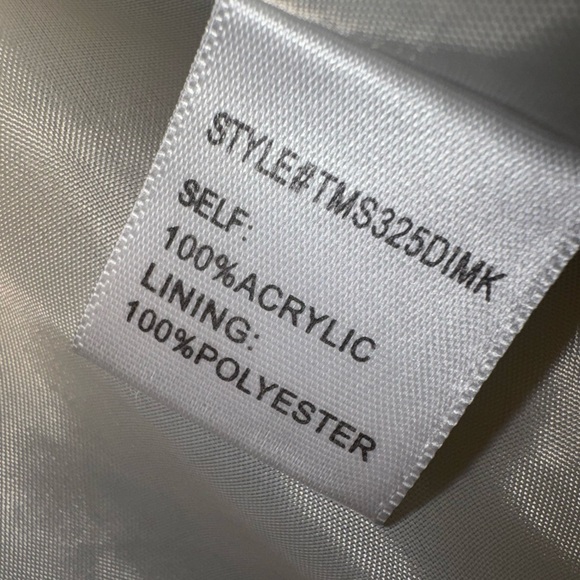 STYLE#TMS325DIMK
SELF:
100%ACRYLIC
LINING:
100%POLYESTER